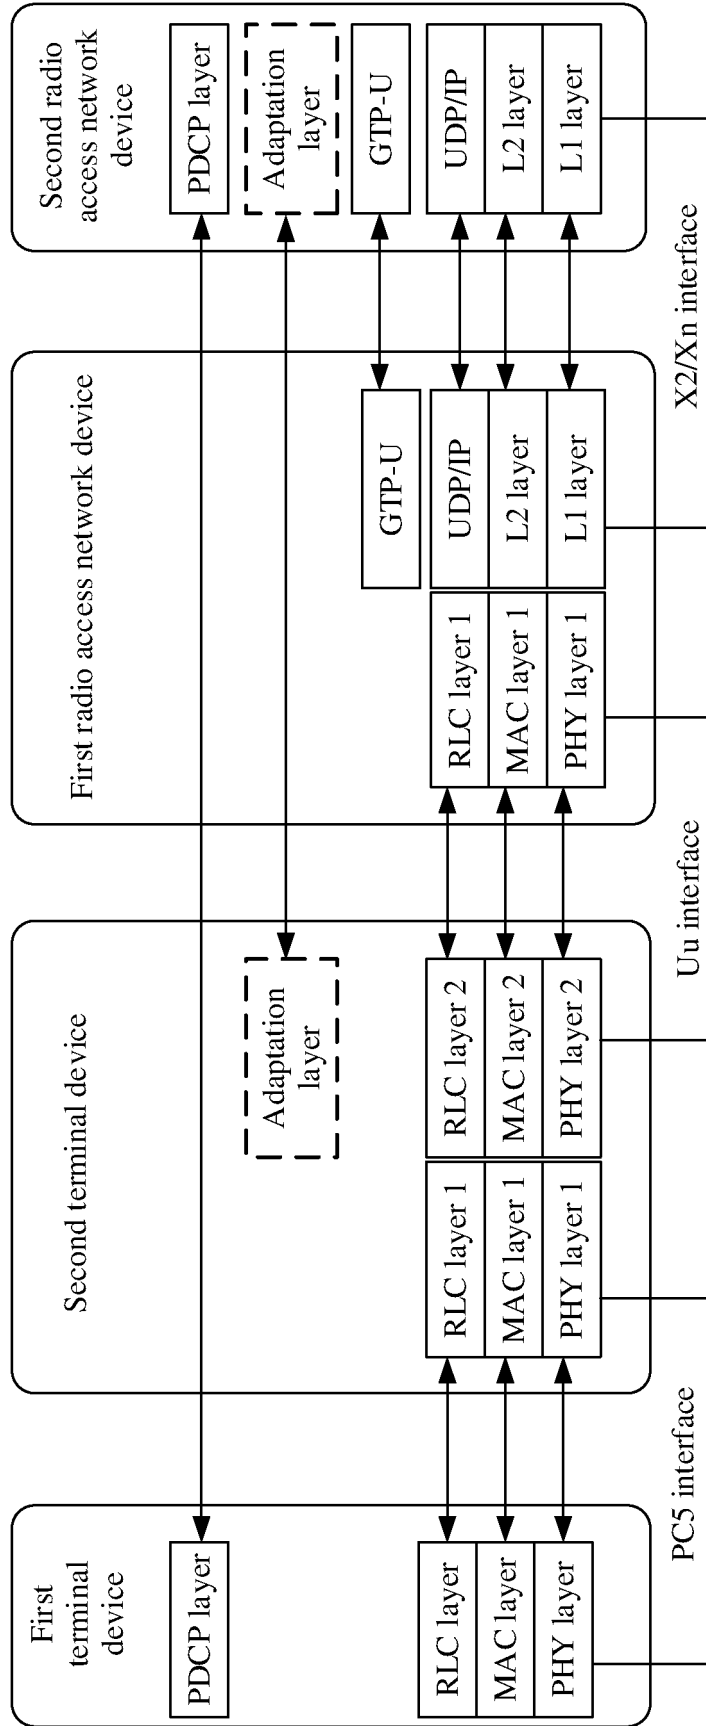 First
terminal
device
PDCP layer
RLC layer
MAC layer
PHY layer
PC5 interface
Second terminal device
Adaptation
layer
RLC layer 1
MAC layer 1
PHY layer 1
RLC layer 2
MAC layer 2
PHY layer 2
Uu interface
First radio access network device
RLC layer 1
MAC layer 1
PHY layer 1
GTP-U
UDP/IP
L2 layer
L1 layer
X2/Xn interface
Second radio
access network
device
PDCP layer
Adaptation
layer
GTP-U
UDP/IP
L2 layer
L1 layer